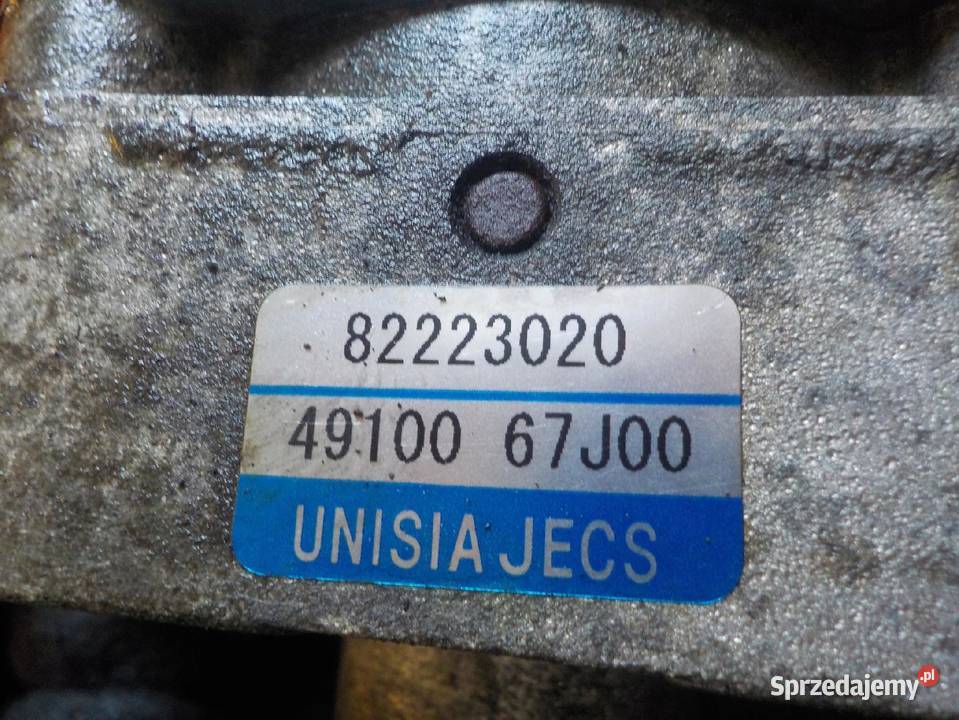 82223020
49100 67J00
UNISIA JECS
Sprzedajemy.pl